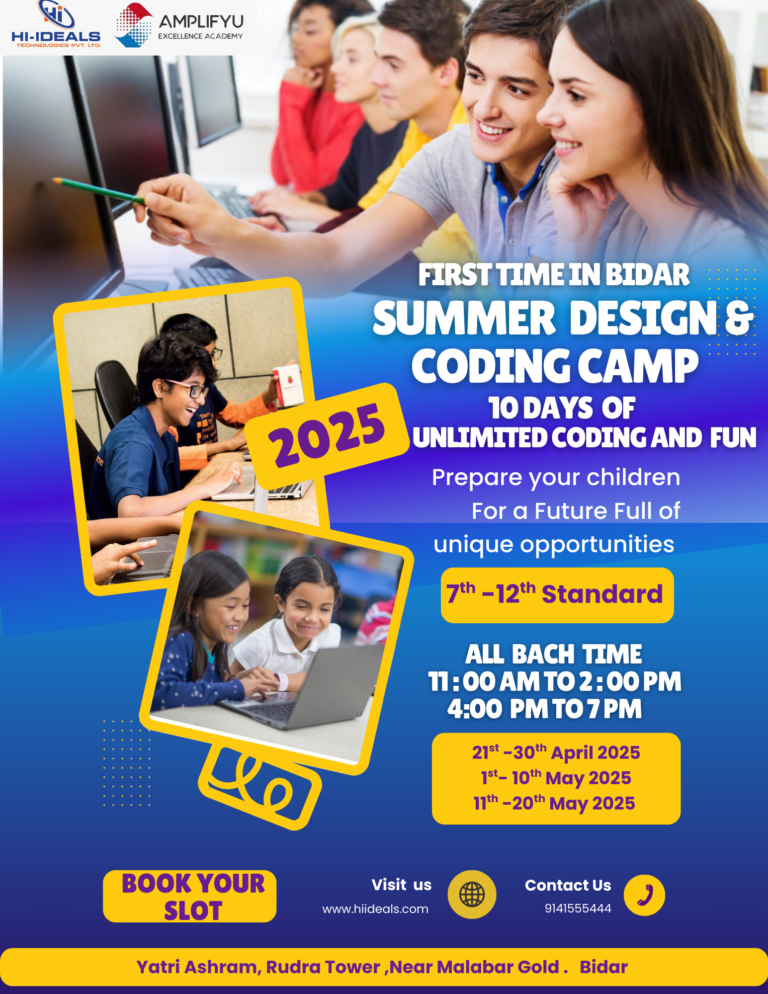 HI-IDEALS
TECHNOLOGIES PVT. LTD.
AMPLIFYU
EXCELLENCE ACADEMY
FIRST TIME IN BIDAR
SUMMER DESIGN &
CODING CAMP
10 DAYS OF
UNLIMITED CODING AND FUN
2025
Prepare your children
For a Future Full of
unique opportunities
7th -12th Standard
ALL BACH TIME
11 : 00 AM TO 2 : 00 PM
4:00 PM TO 7 PM
21st -30th April 2025
1st- 10th May 2025
11th -20th May 2025
BOOK YOUR
SLOT
Visit us
www.hiideals.com
Contact Us
9141555444
Yatri Ashram, Rudra Tower ,Near Malabar Gold . Bidar